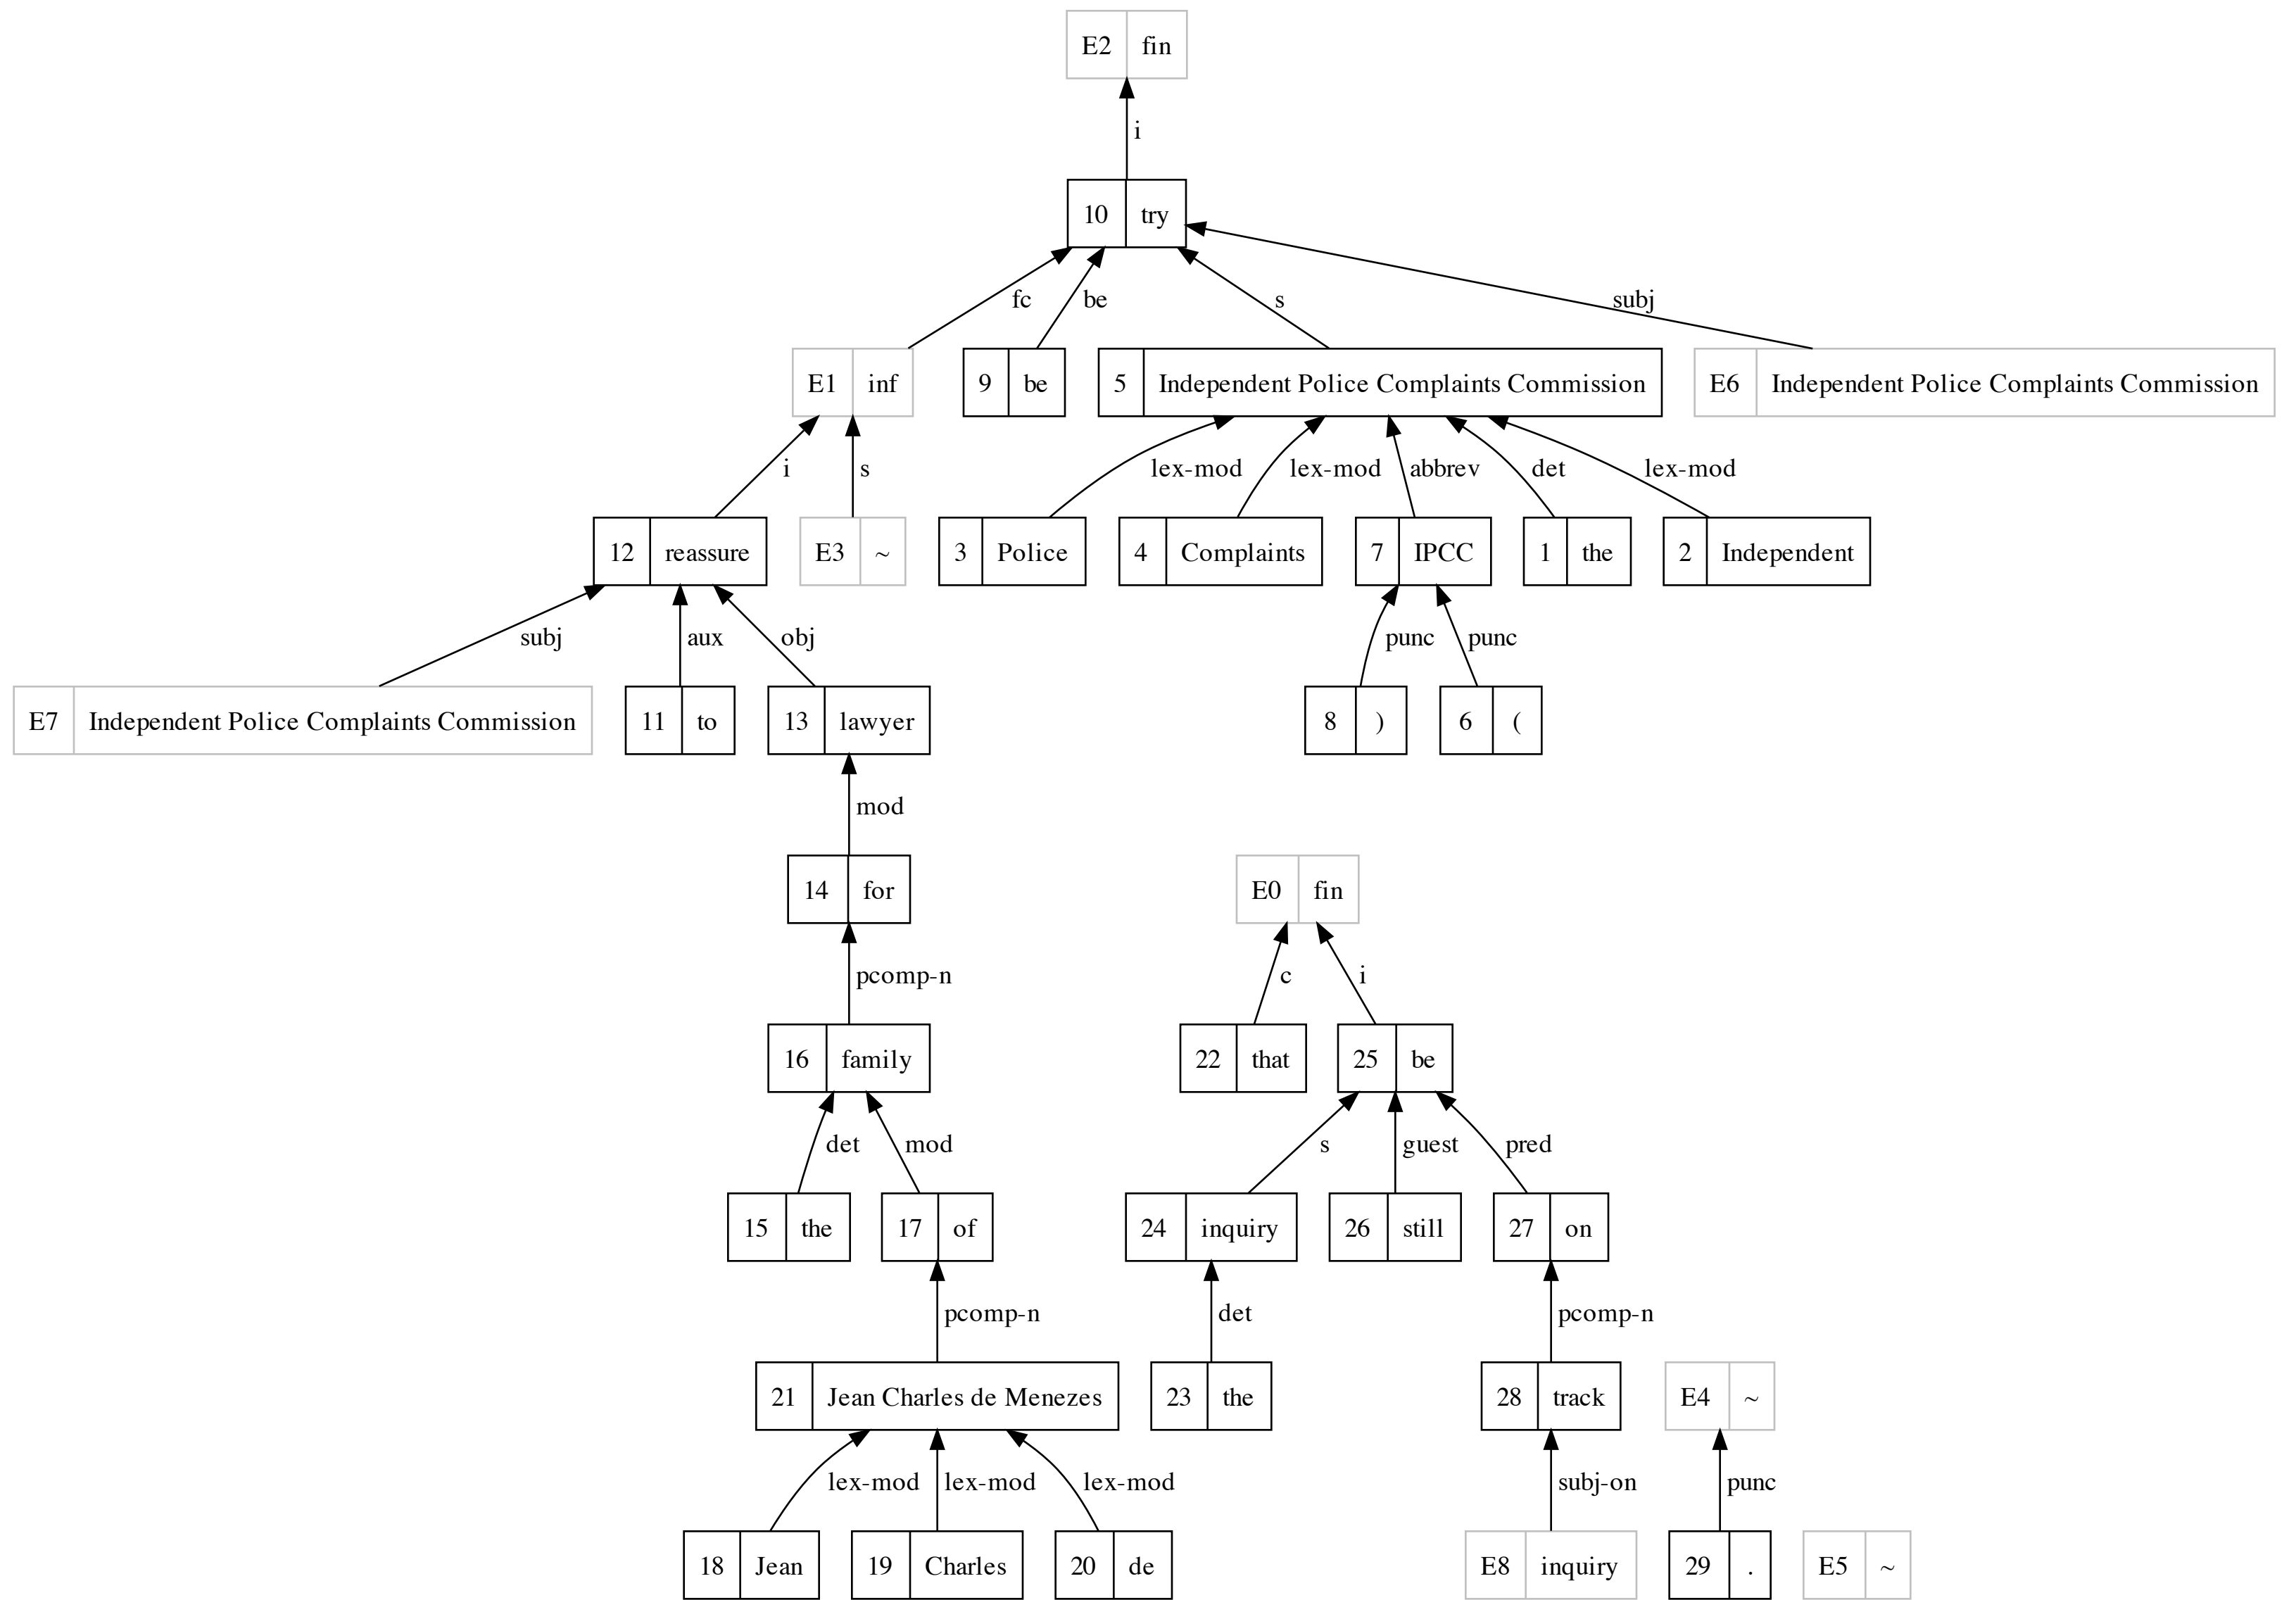 E2 fin
i
10 try
fc be s subj
E1 inf 9 be 5 Independent Police Complaints Commission E6 Independent Police Complaints Commission
i s lex-mod lex-mod abbrev det lex-mod
12 reassure E3 ~ 3 Police 4 Complaints 7 IPCC 1 the 2 Independent
subj aux obj punc punc
E7 Independent Police Complaints Commission 11 to 13 lawyer 8 ) 6 (
mod
14 for E0 fin
pcomp-n c i
16 family 22 that 25 be
det mod s guest pred
15 the 17 of 24 inquiry 26 still 27 on
pcomp-n det pcomp-n
21 Jean Charles de Menezes 23 the 28 track E4 ~
lex-mod lex-mod lex-mod subj-on punc
18 Jean 19 Charles 20 de E8 inquiry 29 . E5 ~